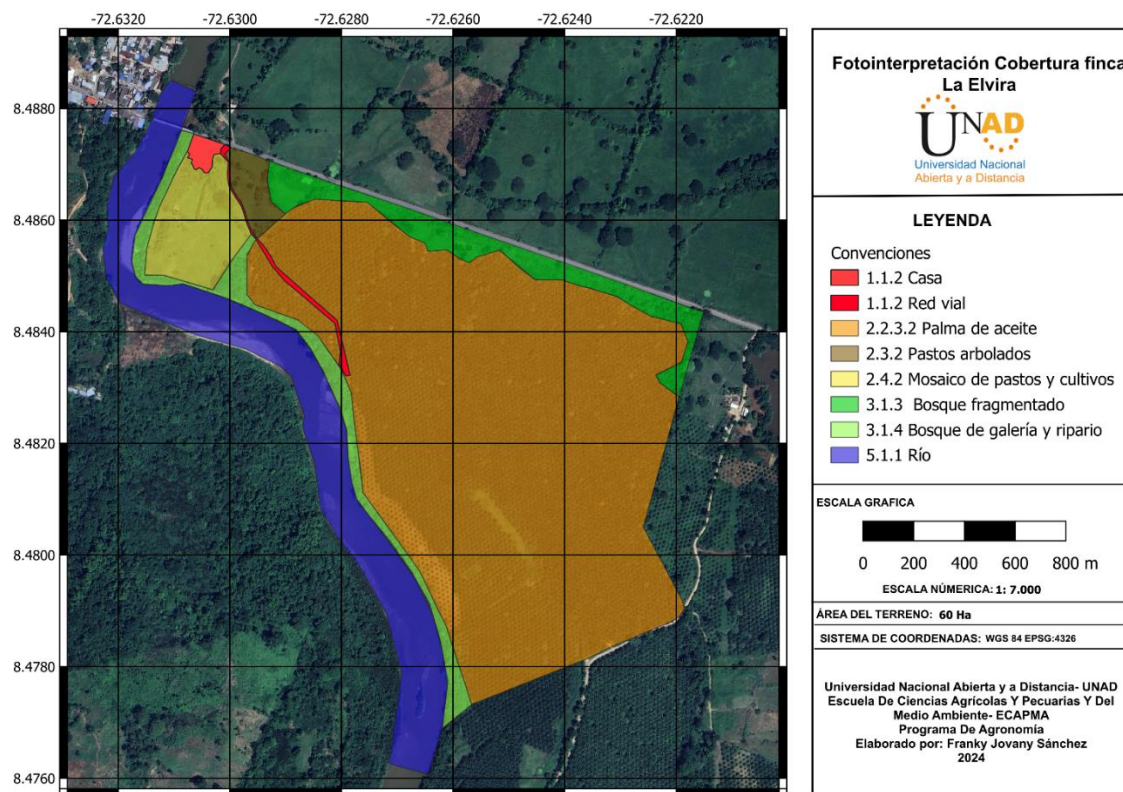 -72.632 -72.630 -72.628 -72.626 -72.624 -72.622
8.4880
8.4860
8.4840
8.4820
8.4800
8.4780
8.4760
Fotointerpretación Cobertura finca
La Elvira
UNAD
Universidad Nacional
Abierta y a Distancia
LEYENDA
Convenciones
1.1.2 Casa
1.1.2 Red vial
2.2.3.2 Palma de aceite
2.3.2 Pastos arbolados
2.4.2 Mosaico de pastos y cultivos
3.1.3 Bosque fragmentado
3.1.4 Bosque de galería y ripario
5.1.1 Río
ESCALA GRAFICA
0 200 400 600 800 m
ESCALA NÚMERICA: 1: 7.000
ÁREA DEL TERRENO: 60 Ha
SISTEMA DE COORDENADAS: WGS 84 EPSG:4326
Universidad Nacional Abierta y a Distancia- UNAD
Escuela De Ciencias Agrícolas Y Pecuarias Y Del
Medio Ambiente- ECAPMA
Programa De Agronomía
Elaborado por: Franky Jovany Sánchez
2024